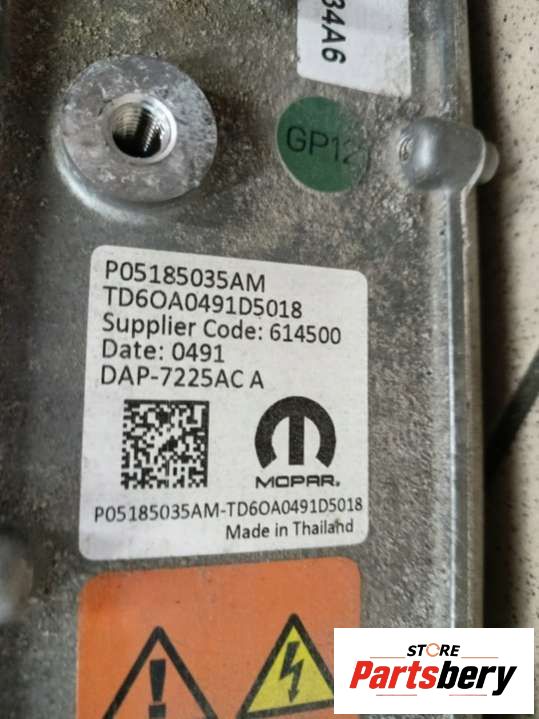 34A6
GP12
P05185035AM
TD6OA0491D5018
Supplier Code: 614500
Date: 0491
DAP-7225AC A
MOPAR®
P05185035AM-TD6OA0491D5018
Made in Thailand
STORE
Partsbery